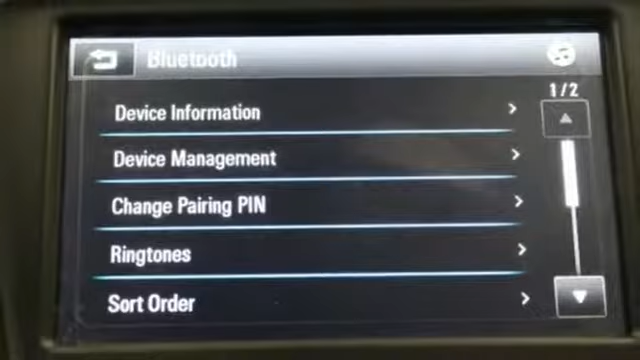 Bluetooth
1/2
Device Information
Device Management
Change Pairing PIN
Ringtones
Sort Order